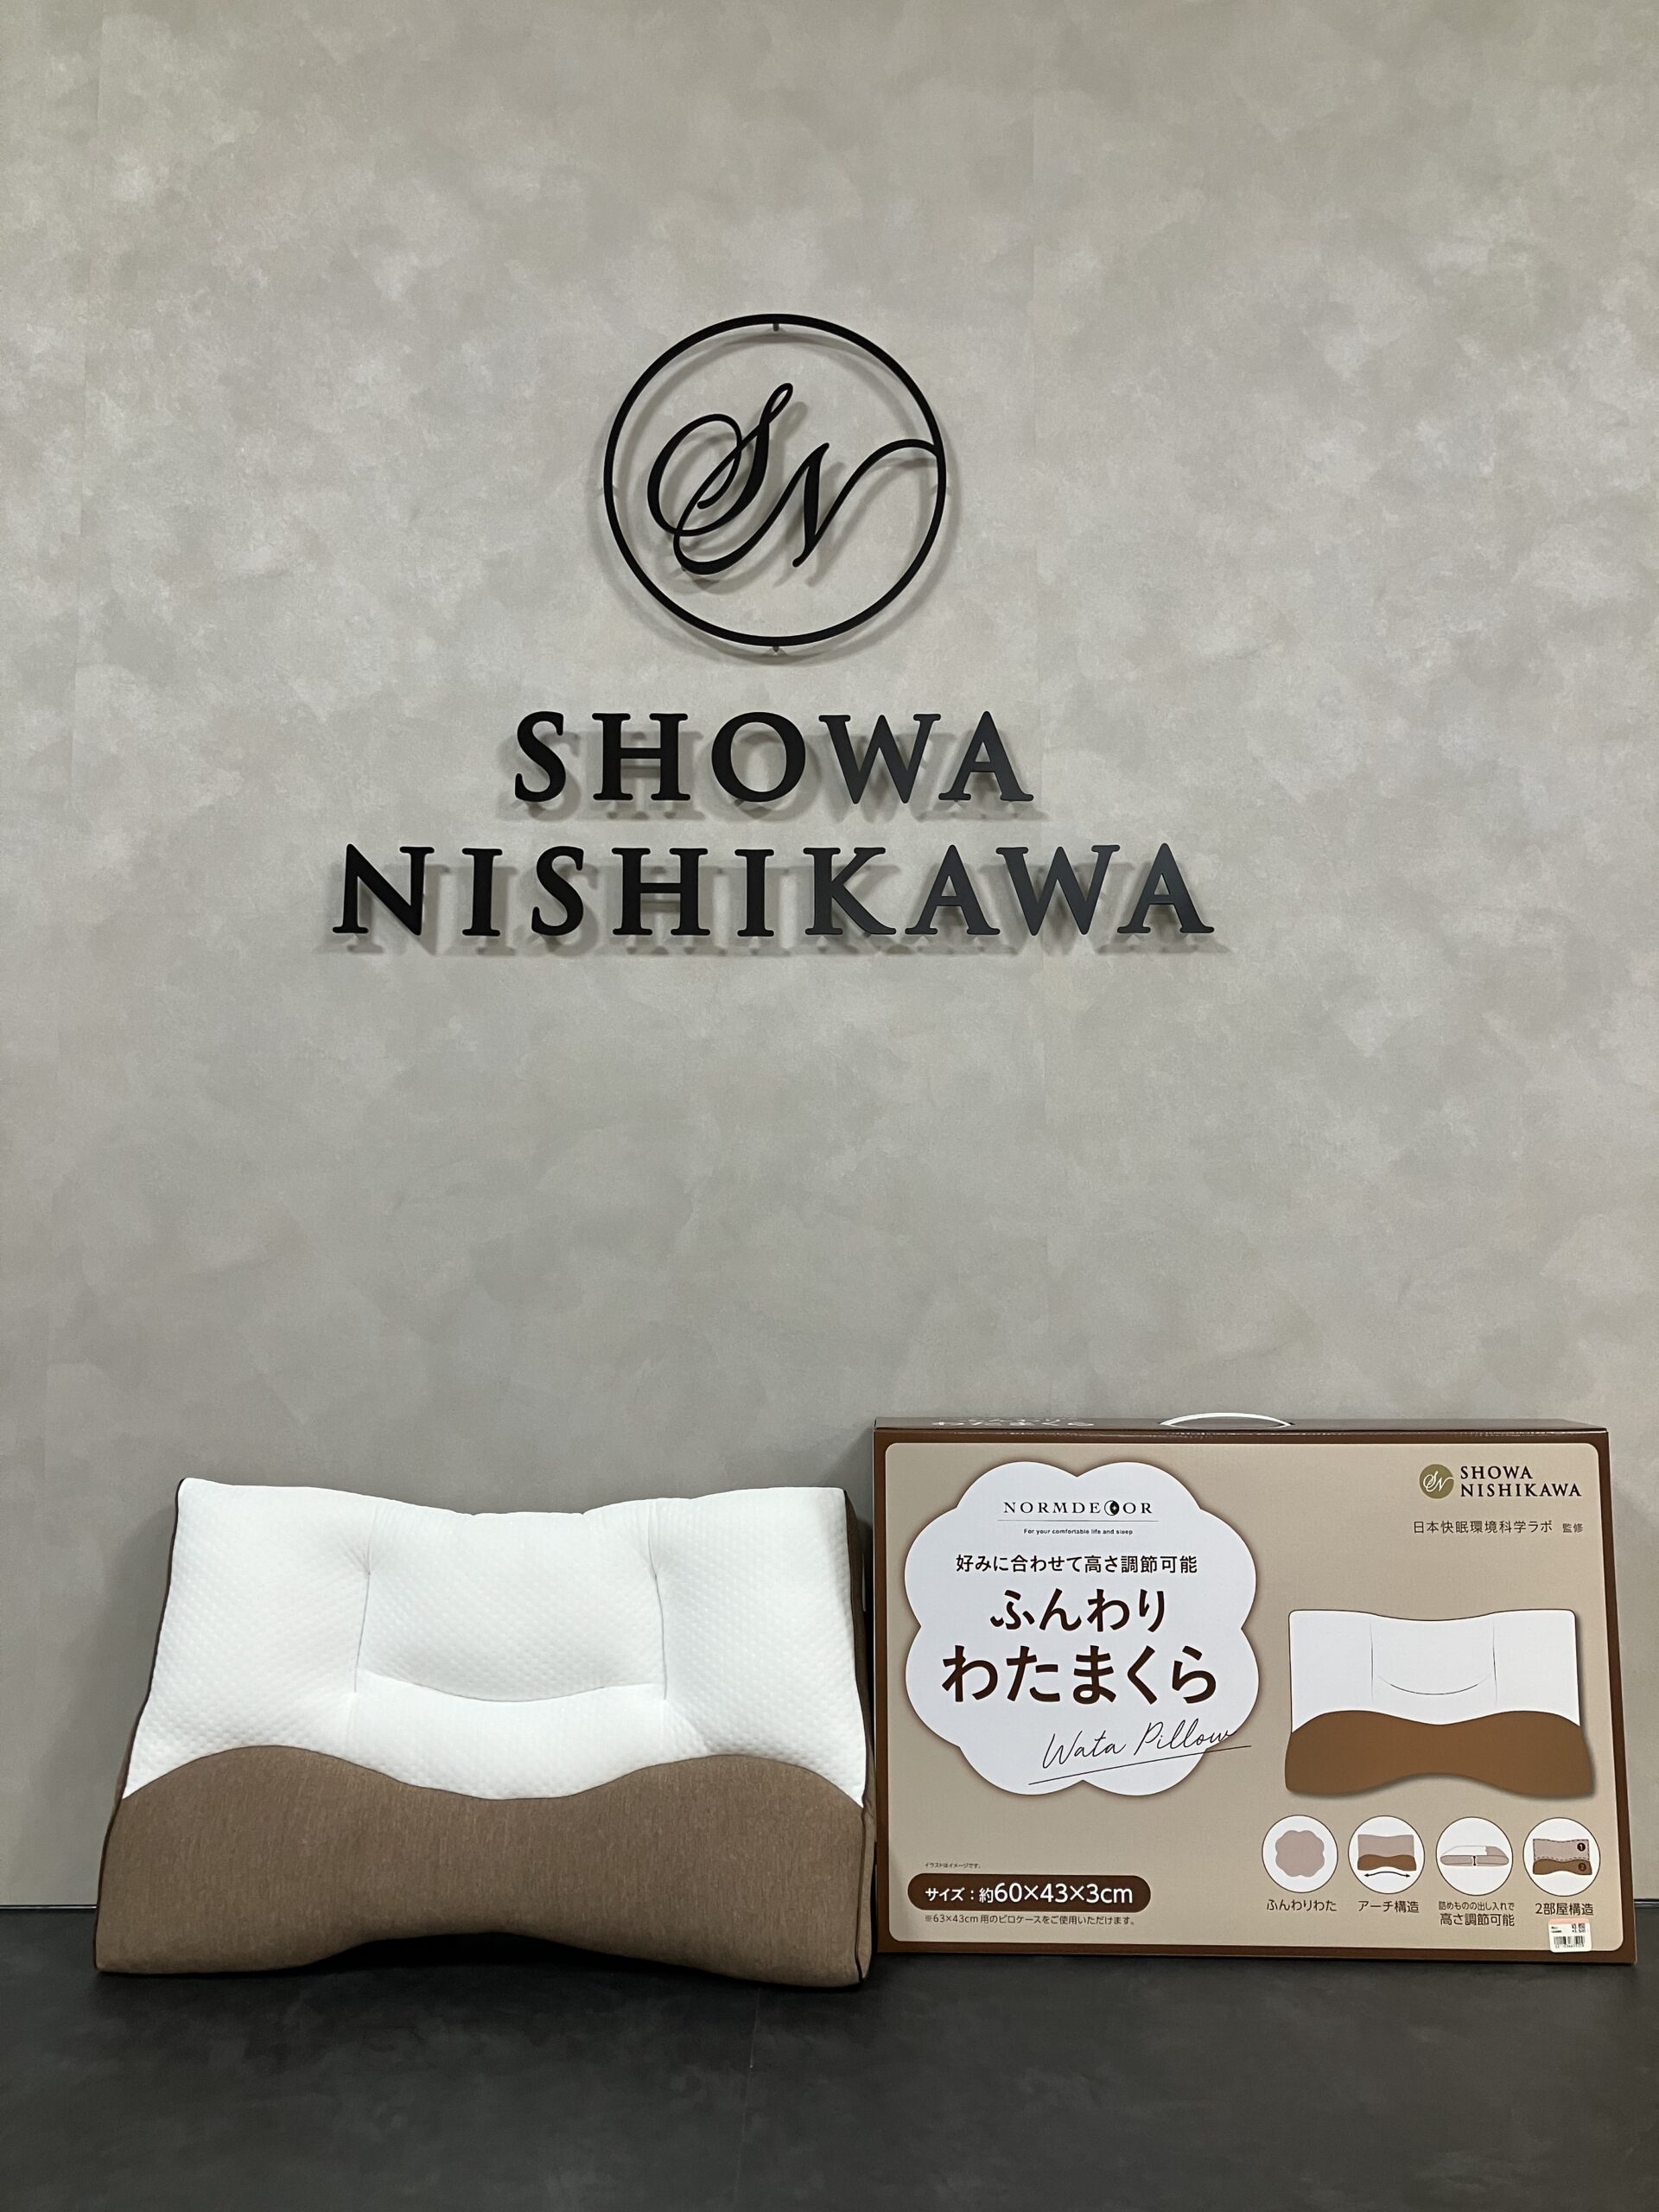 SN
SHOWA
NISHIKAWA
NORMDECOR
For your comfortable life and sleep
好みに合わせて高さ調節可能
ふんわり
わたまくら
Wata Pillow
イラストはイメージです。
サイズ：約60×43×3cm
※63×43cm用のピロケースをご使用いただけます。
SN
SHOWA
NISHIKAWA
日本快眠環境科学ラボ 監修
1
2
ふんわりわた
アーチ構造
詰めものの出し入れで
高さ調節可能
2部屋構造